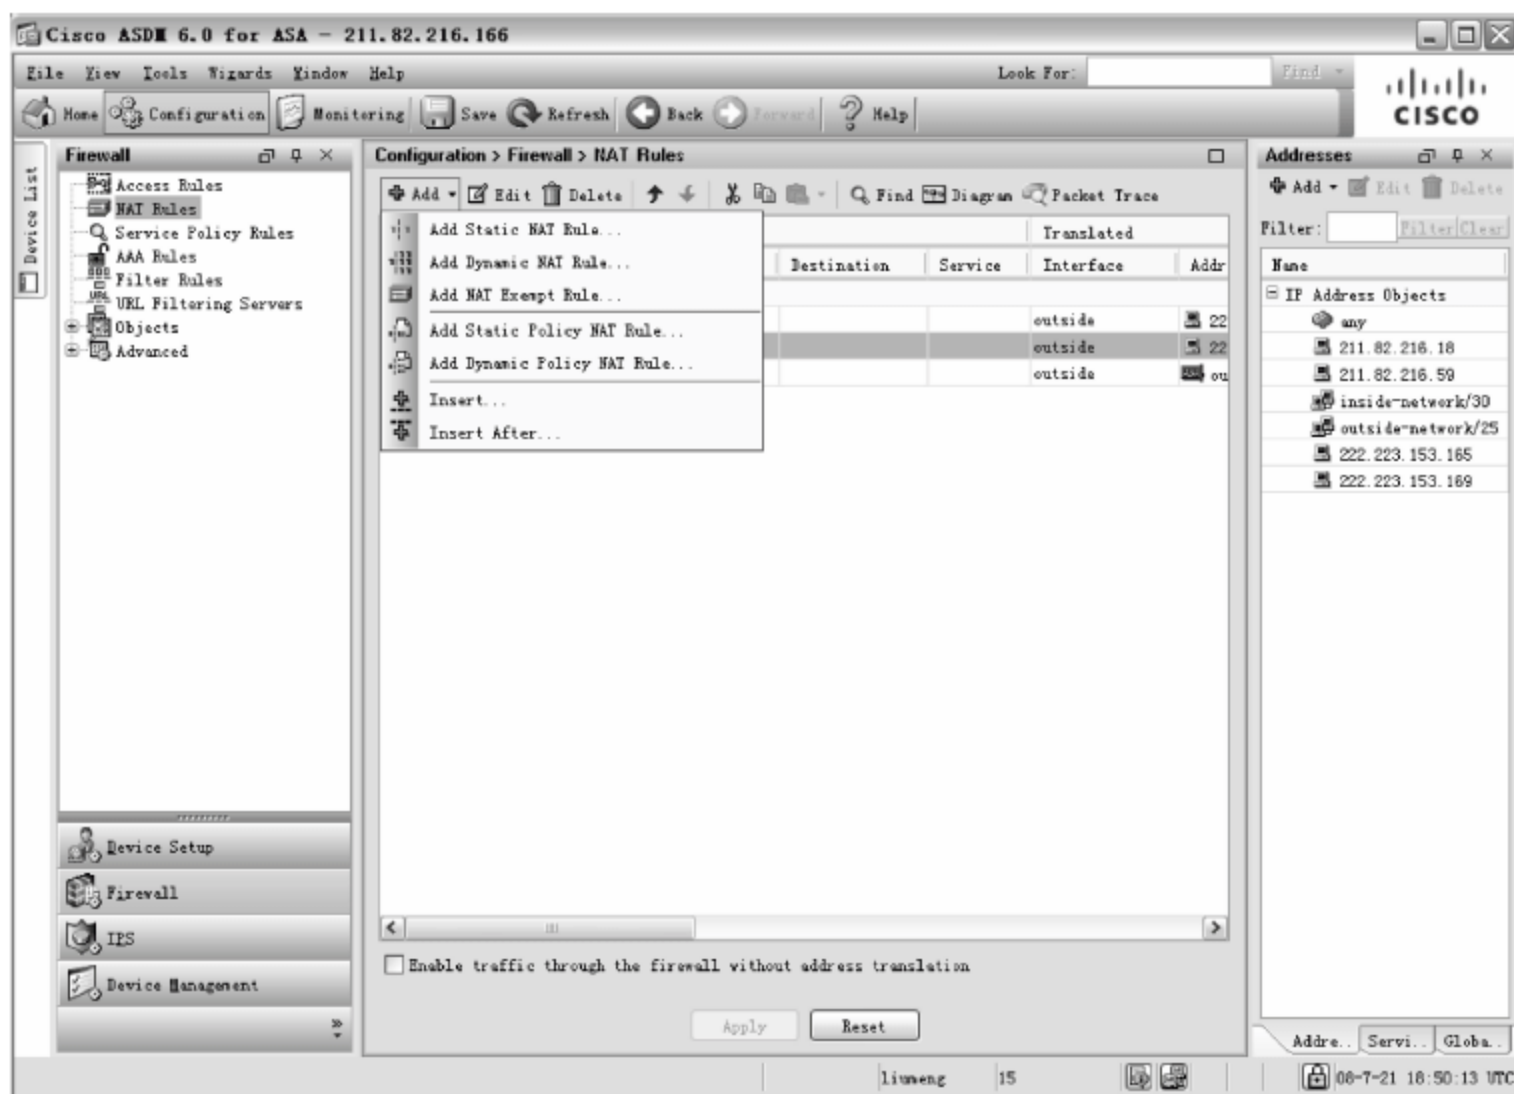 Cisco ASDM 6.0 for ASA - 211.82.216.166
File View Tools Wizards Window Help
Look For:
Find
Home Configuration Monitoring Save Refresh Back Forward Help
CISCO
Device List
Firewall
Access Rules
NAT Rules
Service Policy Rules
AAA Rules
Filter Rules
URL Filtering Servers
Objects
Advanced
Device Setup
Firewall
IPS
Device Management
Configuration > Firewall > NAT Rules
Add Edit Delete Find Diagram Packet Trace
Add Static NAT Rule...
Add Dynamic NAT Rule...
Add NAT Exempt Rule...
Add Static Policy NAT Rule...
Add Dynamic Policy NAT Rule...
Insert...
Insert After...
Translated
Destination Service Interface Addr
outside 22
outside 22
outside ou
Enable traffic through the firewall without address translation
Apply Reset
Addresses
Add Edit Delete
Filter: Filter Clear
Name
IP Address Objects
any
211.82.216.18
211.82.216.59
inside-network/30
outside-network/25
222.223.153.165
222.223.153.169
Addre.. Servi.. Globa..
liumeng 15 08-7-21 18:50:13 UTC